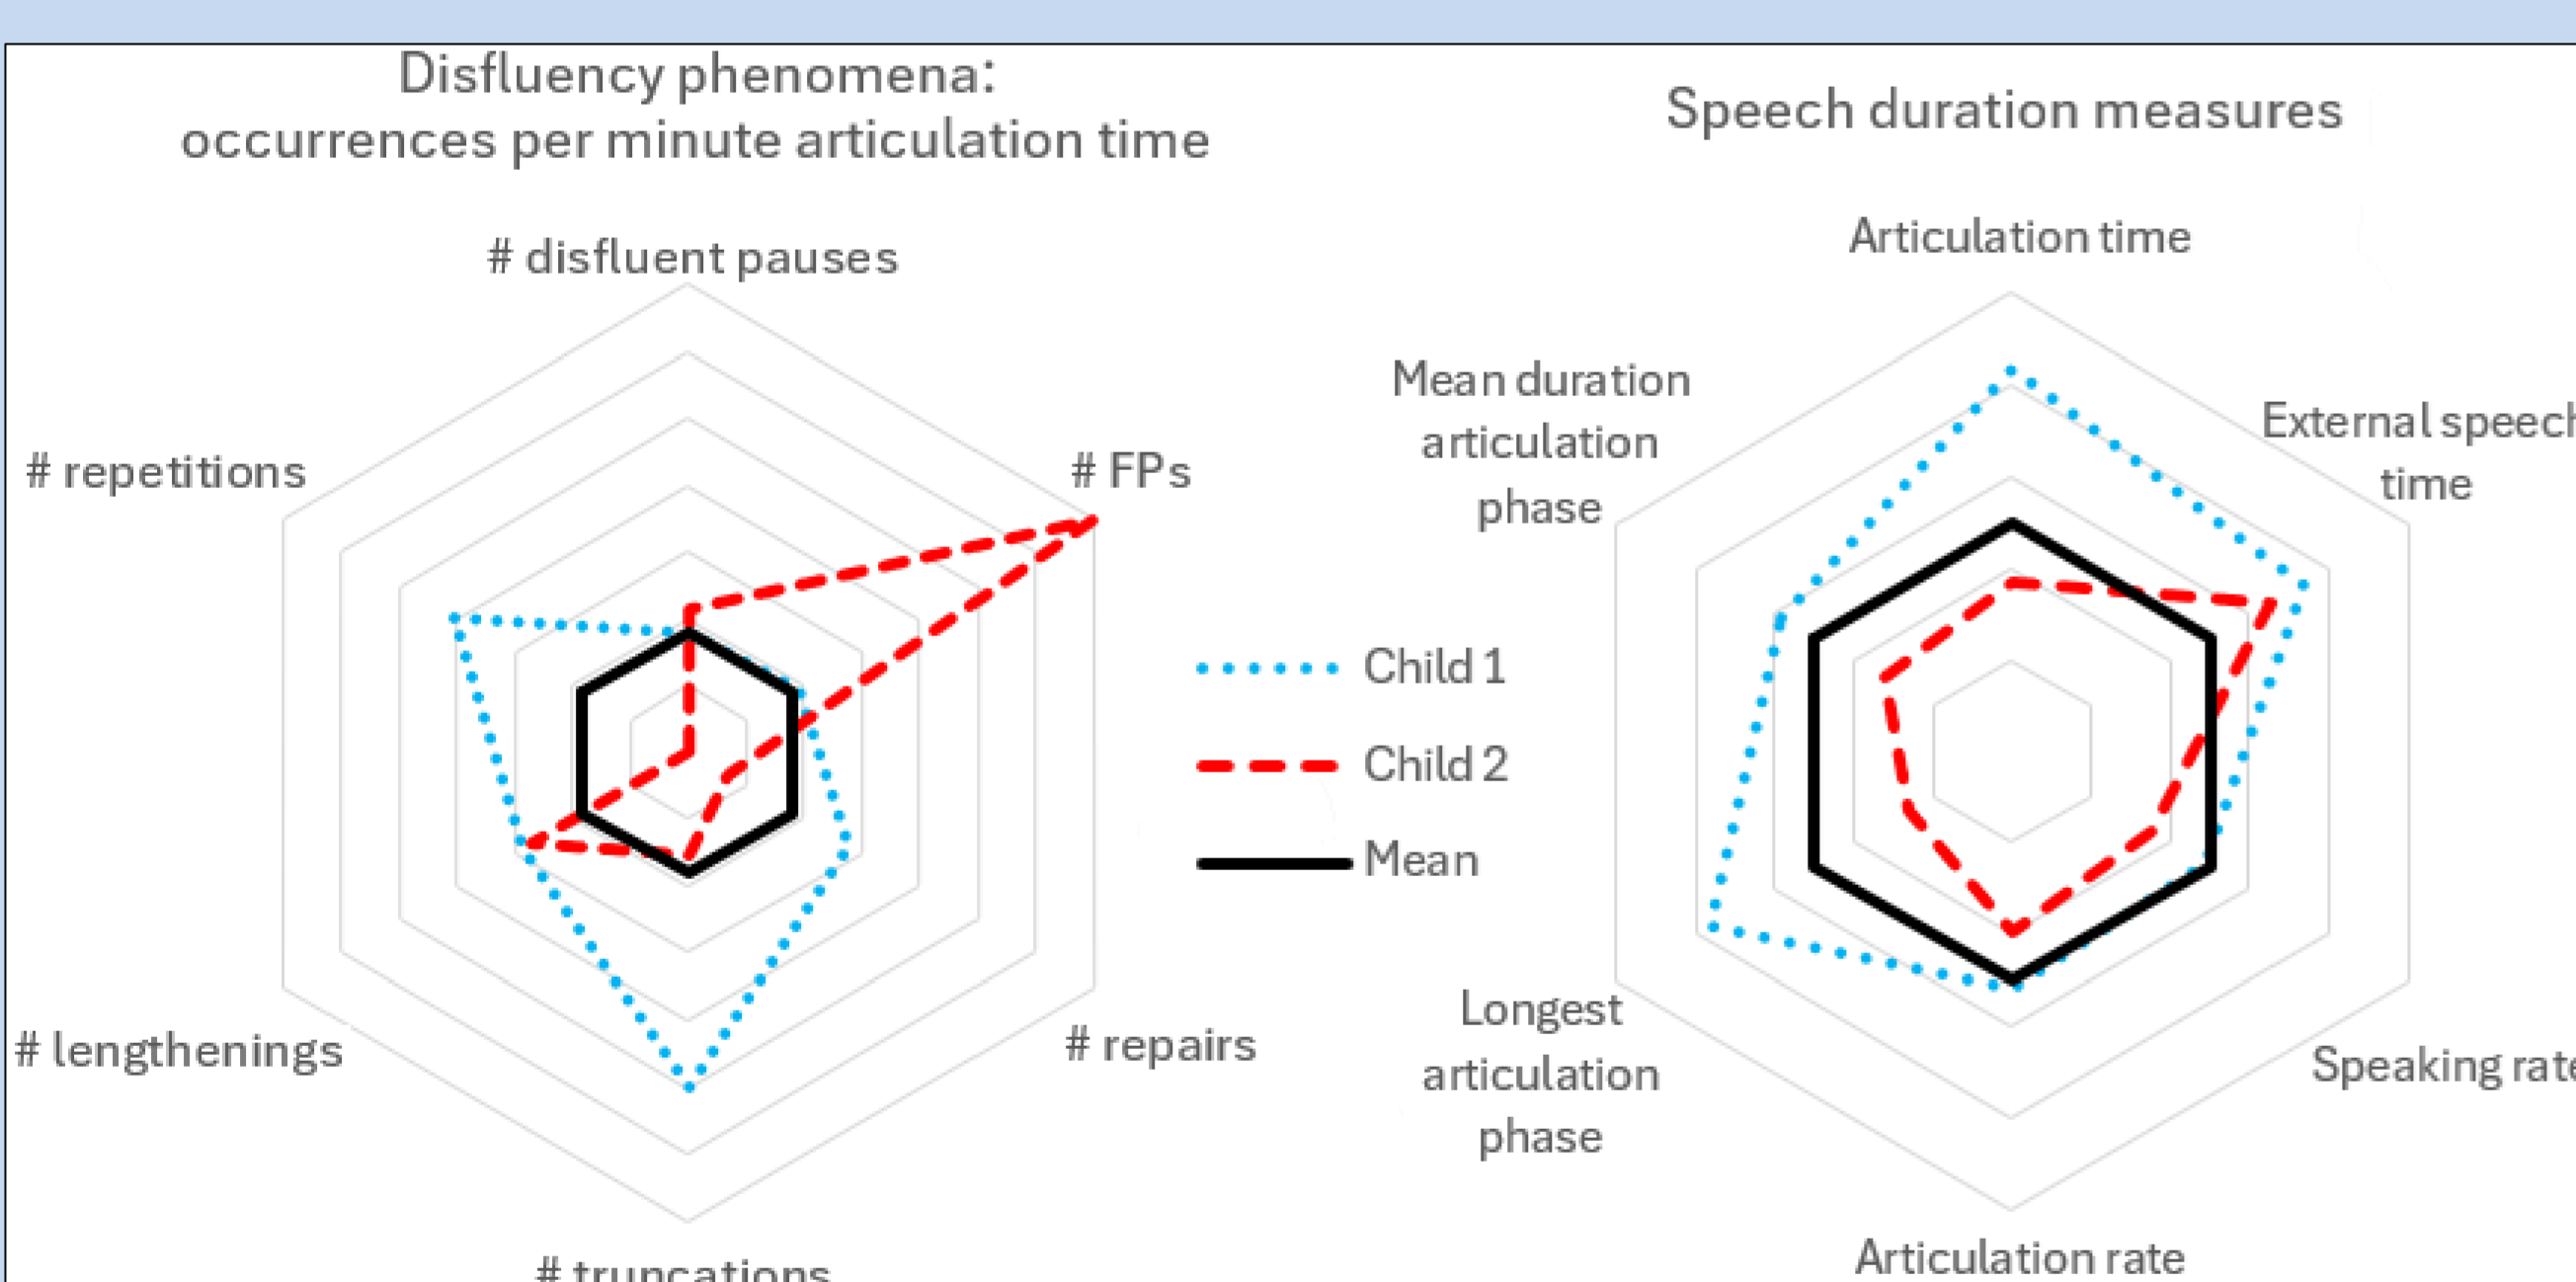 Disfluency phenomena:
occurrences per minute articulation time
# disfluent pauses
# FPs
# repetitions
# lengthenings
# repairs
# truncations
Child 1
Child 2
Mean
Speech duration measures
Articulation time
Mean duration
articulation
phase
External speech
time
Longest
articulation
phase
Speaking rate
Articulation rate